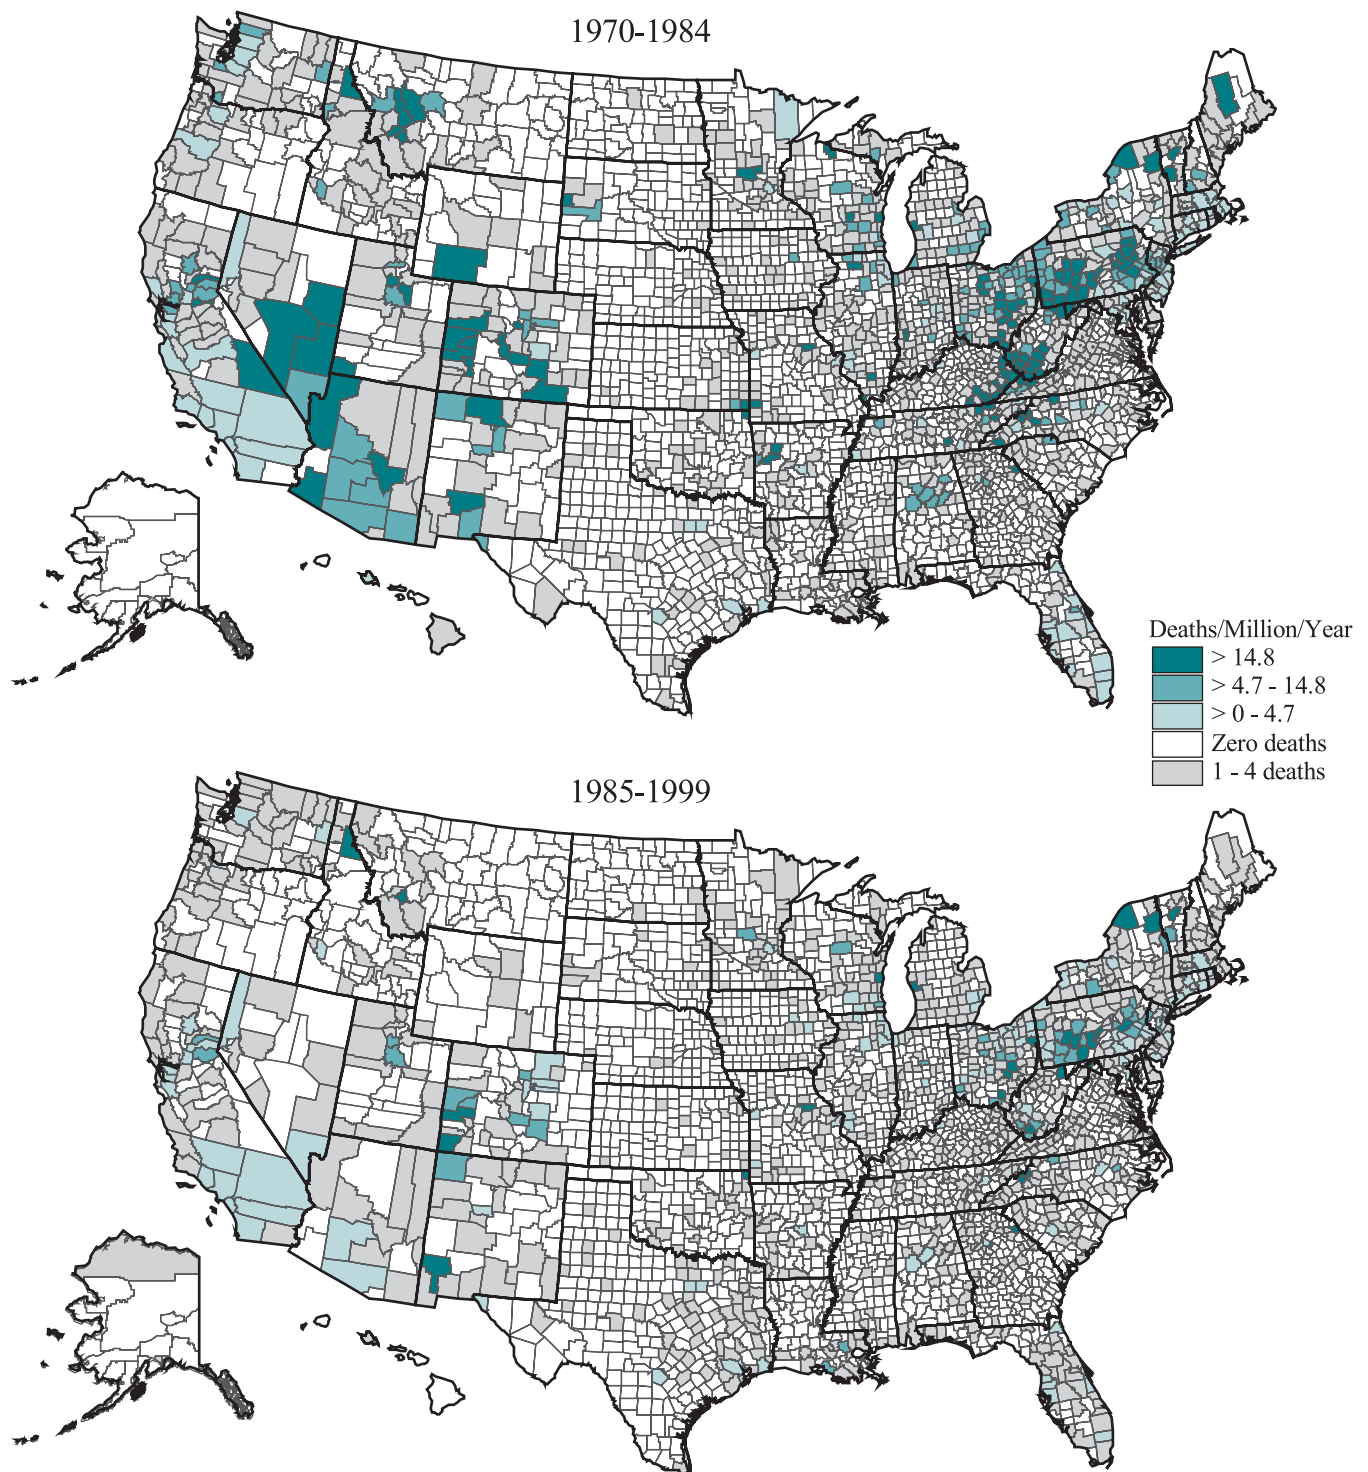 1970-1984
Deaths/Million/Year
> 14.8
> 4.7 - 14.8
> 0 - 4.7
Zero deaths
1 - 4 deaths
1985-1999